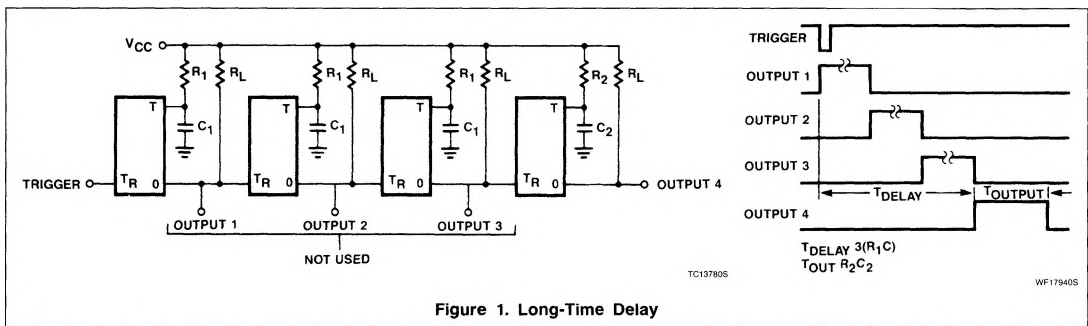 VCC
R1 RL R1 RL R1 RL R2 RL
T T T T
C1 C1 C1 C2
TRIGGER TR 0 TR 0 TR 0 TR 0 OUTPUT 4
OUTPUT 1 OUTPUT 2 OUTPUT 3
NOT USED
TC13780S
TRIGGER
OUTPUT 1
OUTPUT 2
OUTPUT 3
TDELAY TOUTPUT
OUTPUT 4
TDELAY 3(R1C)
TOUT R2C2
WF17940S
Figure 1. Long-Time Delay